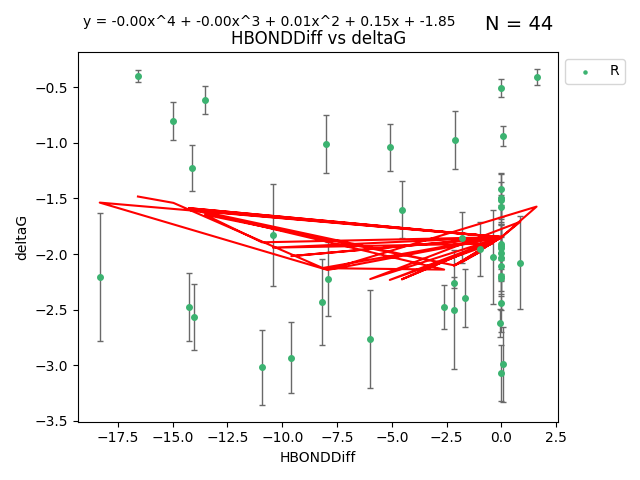 y = -0.00x^4 + -0.00x^3 + 0.01x^2 + 0.15x + -1.85
N = 44
HBONDDiff vs deltaG
R
deltaG
−0.5
−1.0
−1.5
−2.0
−2.5
−3.0
−3.5
−17.5 −15.0 −12.5 −10.0 −7.5 −5.0 −2.5 0.0 2.5
HBONDDiff